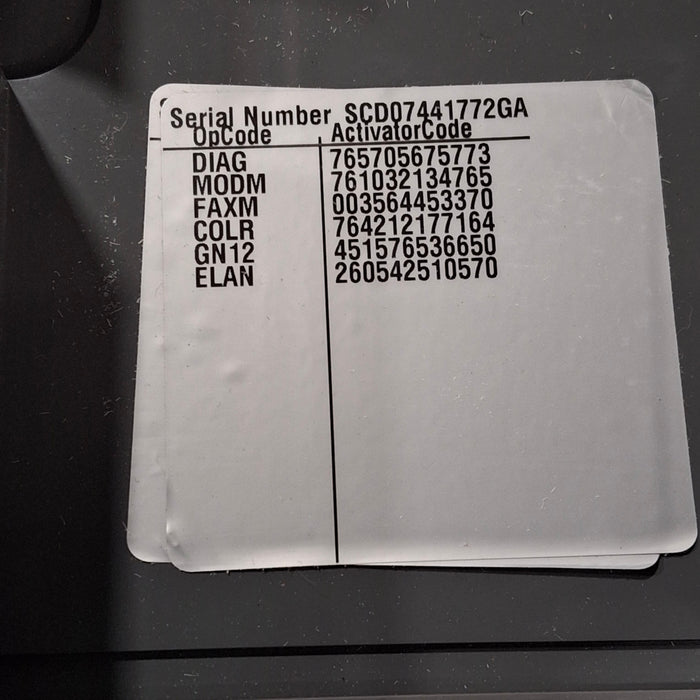 Serial Number SCD07441772GA
OpCode ActivatorCode
DIAG 765705675773
MODM 761032134765
FAXM 003564453370
COLR 764212177164
GN12 451576536650
ELAN 260542510570